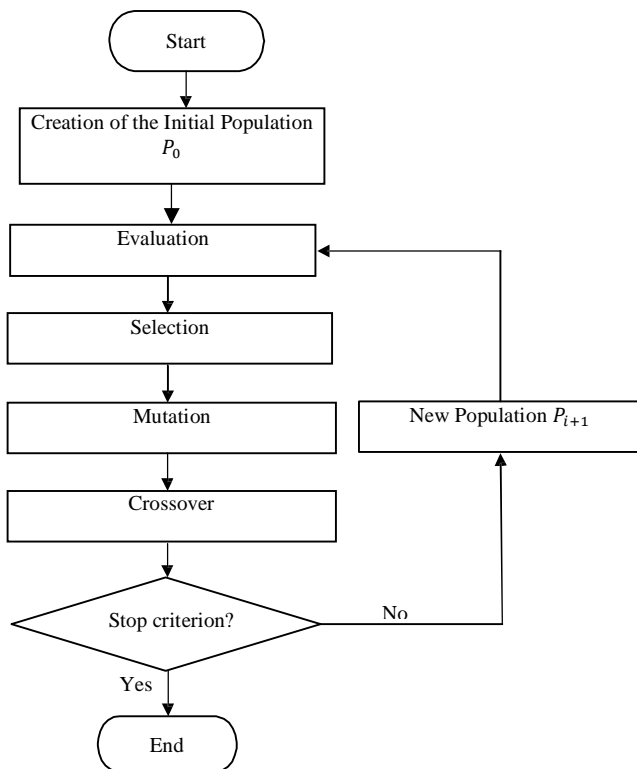 Start
Creation of the Initial Population
P₀
Evaluation
Selection
Mutation
New Population Pᵢ₊₁
Crossover
Stop criterion?
No
Yes
End